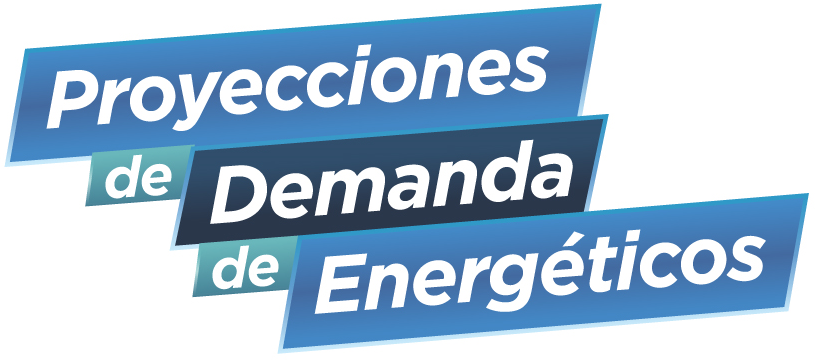 Proyecciones
de Demanda
de Energéticos